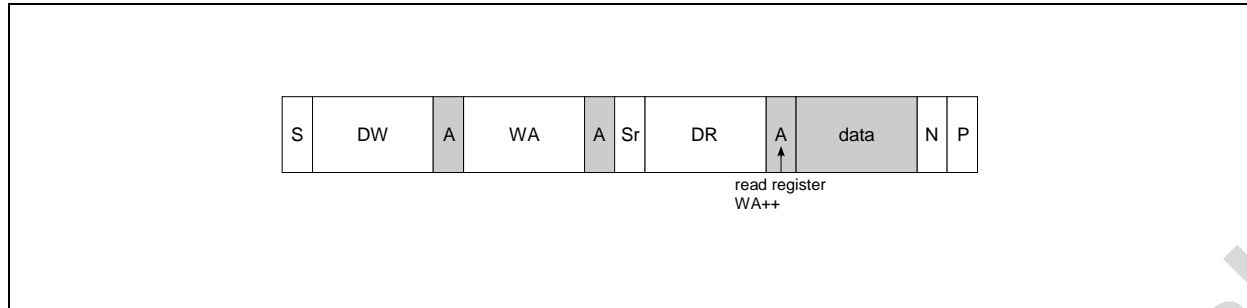 S DW A WA A Sr DR A data N P
read register
WA++